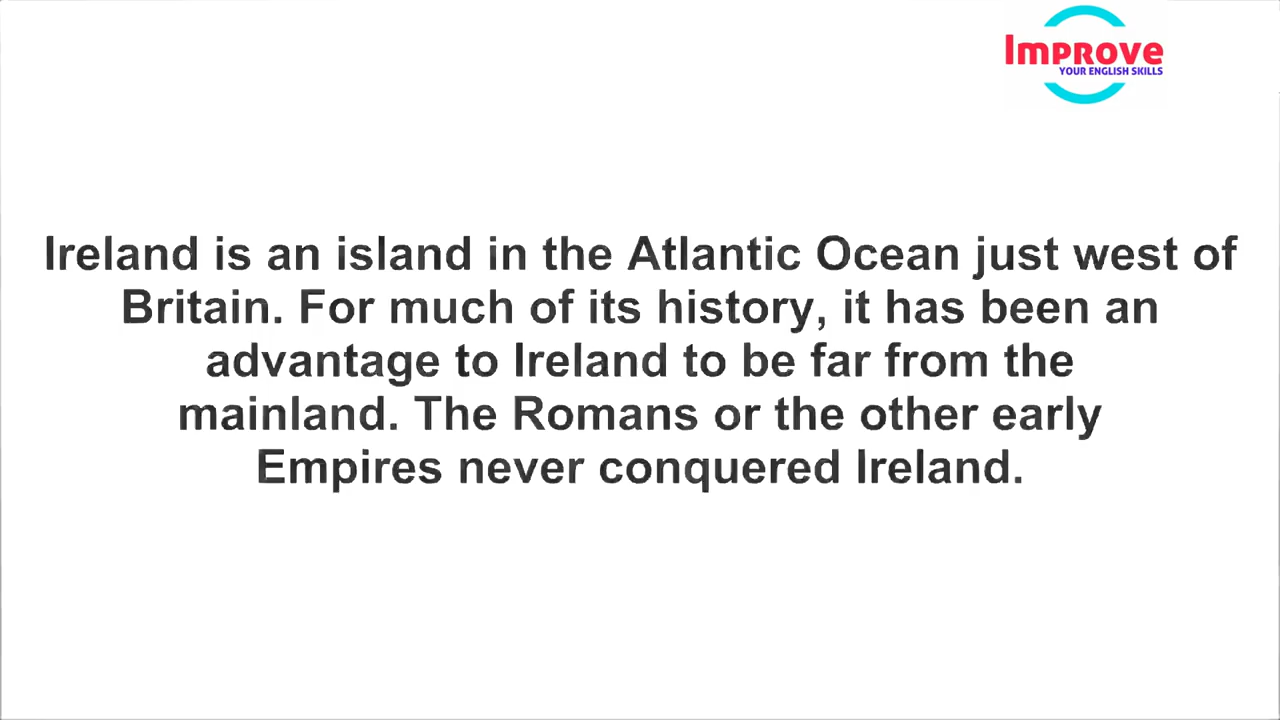 Improve
YOUR ENGLISH SKILLS
Ireland is an island in the Atlantic Ocean just west of
Britain. For much of its history, it has been an
advantage to Ireland to be far from the
mainland. The Romans or the other early
Empires never conquered Ireland.